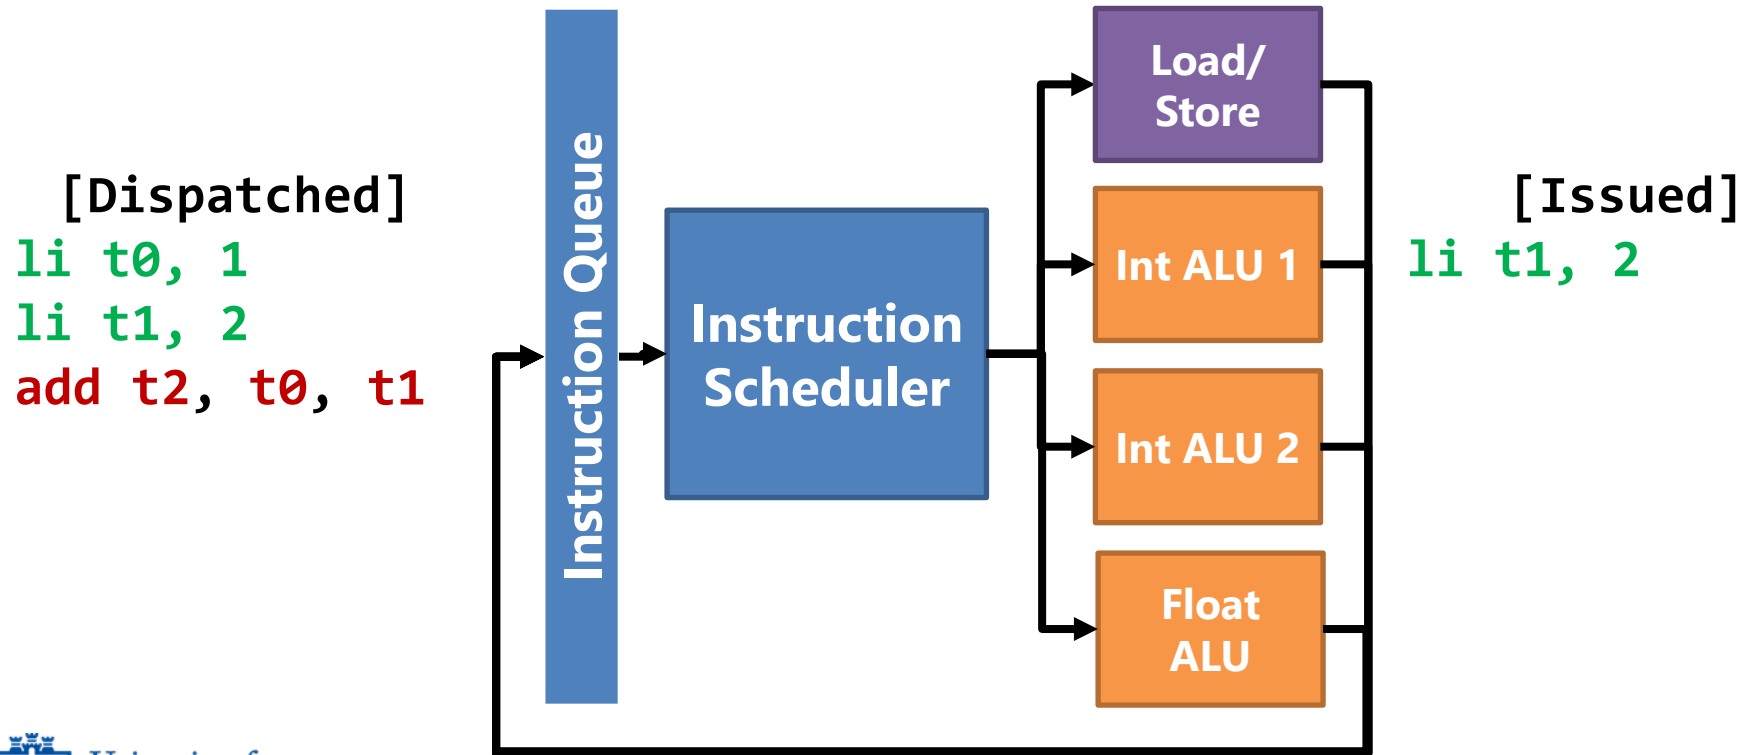 [Dispatched]
li t0, 1
li t1, 2
add t2, t0, t1
Instruction Queue
Instruction
Scheduler
Load/
Store
Int ALU 1
Int ALU 2
Float
ALU
[Issued]
li t1, 2